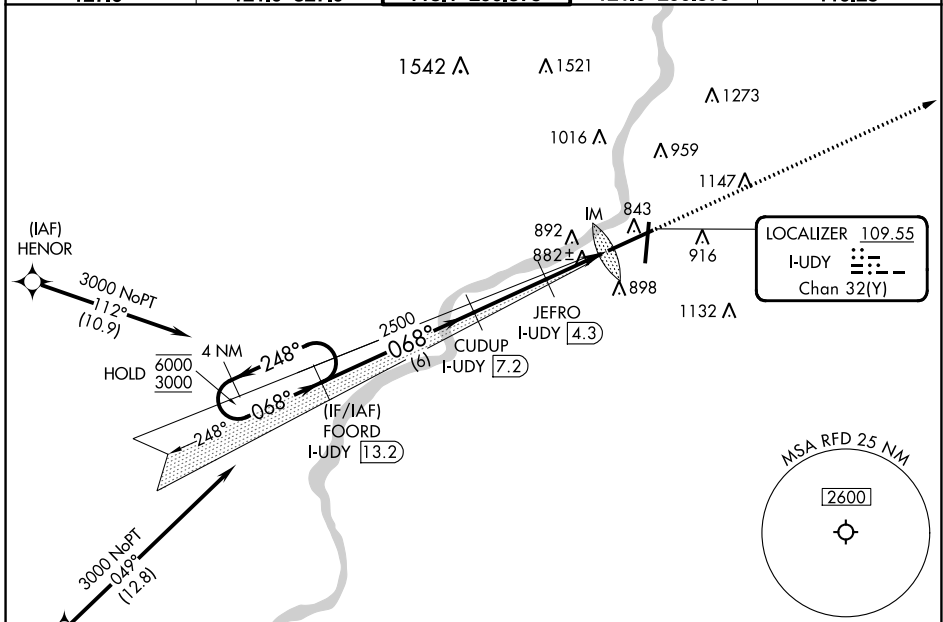 1542
1521
1273
1016
959
1147
(IAF)
HENOR
IM
843
892
882±
916
898
LOCALIZER 109.55
I-UDY
Chan 32(Y)
3000 NoPT
112°
(10.9)
JEFRO
I-UDY 4.3
1132
2500
068°
(6)
CUDUP
I-UDY 7.2
4 NM
248°
HOLD 6000
3000
068°
248°
(IF/IAF)
FOORD
I-UDY 13.2
MSA RFD 25 NM
2600
3000 NoPT
049°
(12.8)